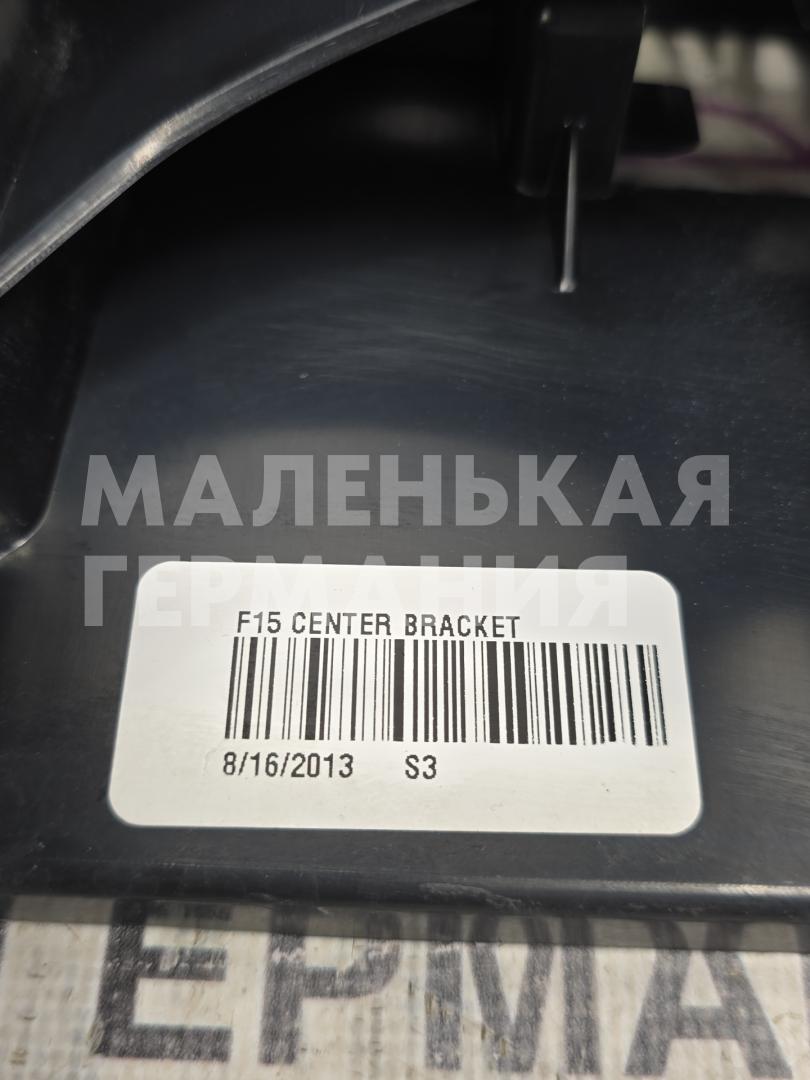 МАЛЕНЬКАЯ
ГЕРМАНИЯ
F15 CENTER BRACKET
8/16/2013 S3
ЕРМА